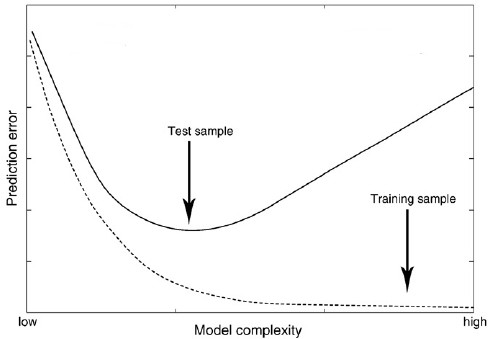 Test sample
Prediction error
Training sample
low
high
Model complexity